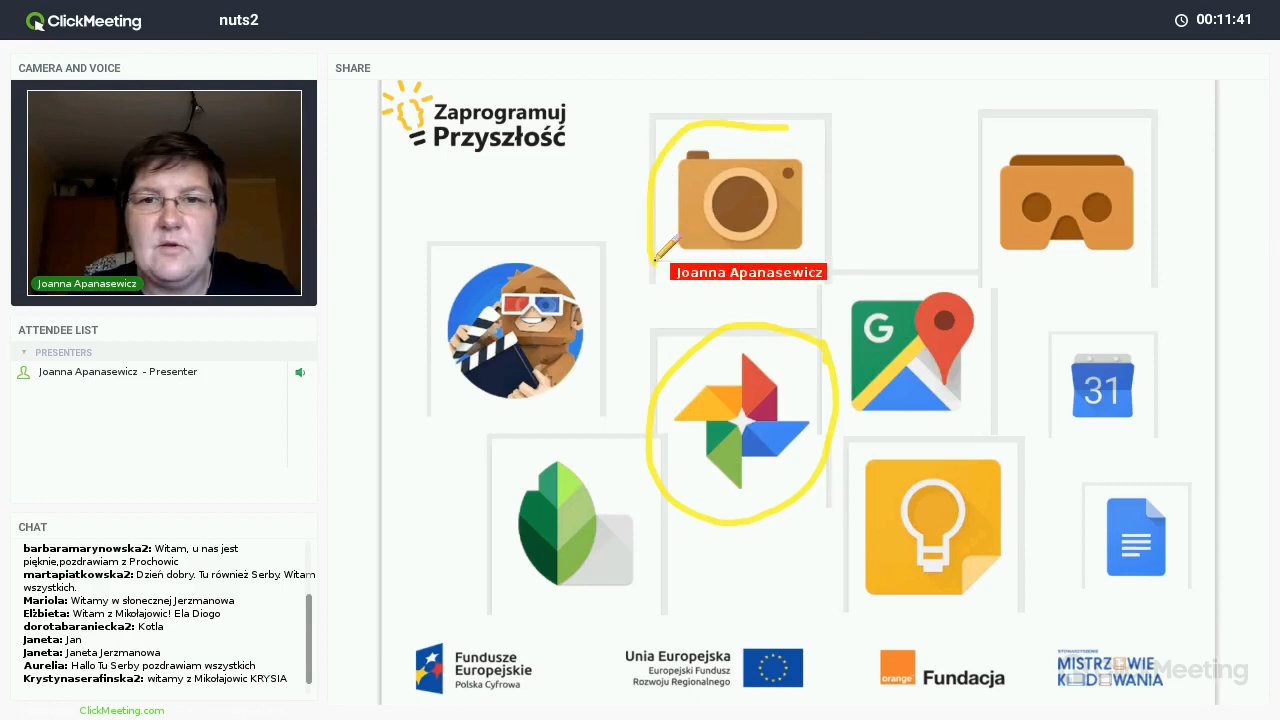 ClickMeeting
nuts2
00:11:41
CAMERA AND VOICE
SHARE
Joanna Apanasewicz
ATTENDEE LIST
PRESENTERS
Joanna Apanasewicz - Presenter
CHAT
barbaramarynowska2: Witam, u nas jest
pięknie,pozdrawiam z Prochowic
martapiatkowska2: Dzień dobry. Tu również Serby. Witam
wszystkich.
Mariola: Witamy w słonecznej Jerzmanowa
Elżbieta: Witam z Mikołajowic! Ela Diogo
dorotabaraniecka2: Kotla
Janeta: Jan
Janeta: Janeta Jerzmanowa
Aurelia: Hallo Tu Serby pozdrawiam wszystkich
Krystynaserafinska2: witamy z Mikołajowic KRYSIA
ClickMeeting.com
Zaprogramuj
Przyszłość
Joanna Apanasewicz
G
31
Fundusze
Europejskie
Polska Cyfrowa
Unia Europejska
Europejski Fundusz
Rozwoju Regionalnego
orange
Fundacja
STOWARZYSZENIE
MISTRZOWIE
KODOWANIA
ClickMeeting